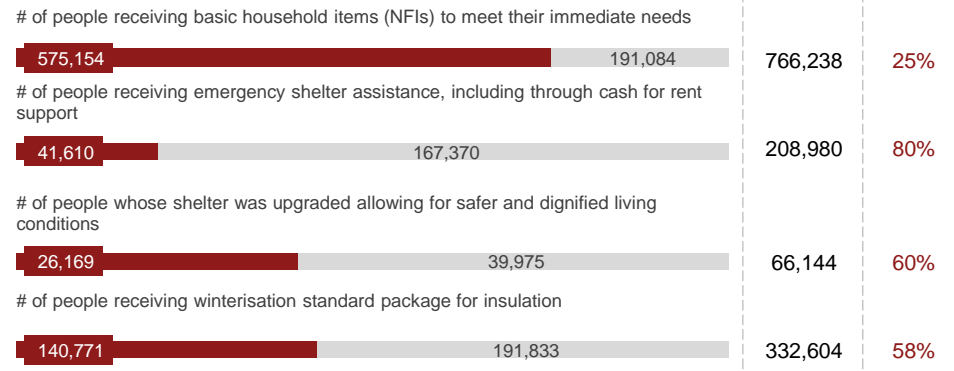 # of people receiving basic household items (NFIs) to meet their immediate needs
575,154 191,084 766,238 25%
# of people receiving emergency shelter assistance, including through cash for rent
support
41,610 167,370 208,980 80%
# of people whose shelter was upgraded allowing for safer and dignified living
conditions
26,169 39,975 66,144 60%
# of people receiving winterisation standard package for insulation
140,771 191,833 332,604 58%